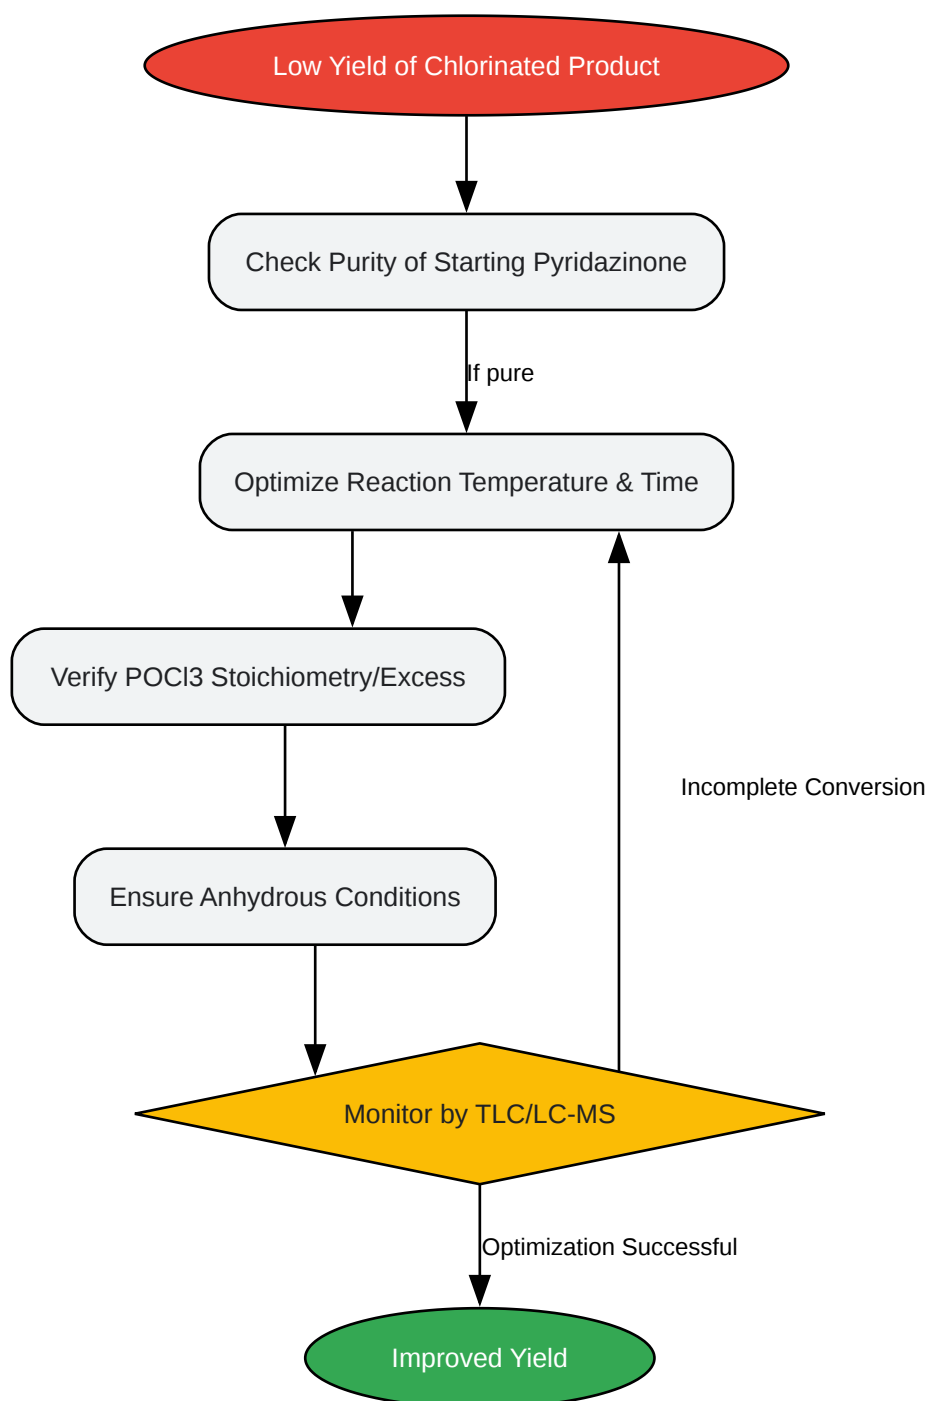 Low Yield of Chlorinated Product
Check Purity of Starting Pyridazinone
If pure
Optimize Reaction Temperature & Time
Verify POCl3 Stoichiometry/Excess
Incomplete Conversion
Ensure Anhydrous Conditions
Monitor by TLC/LC-MS
Optimization Successful
Improved Yield